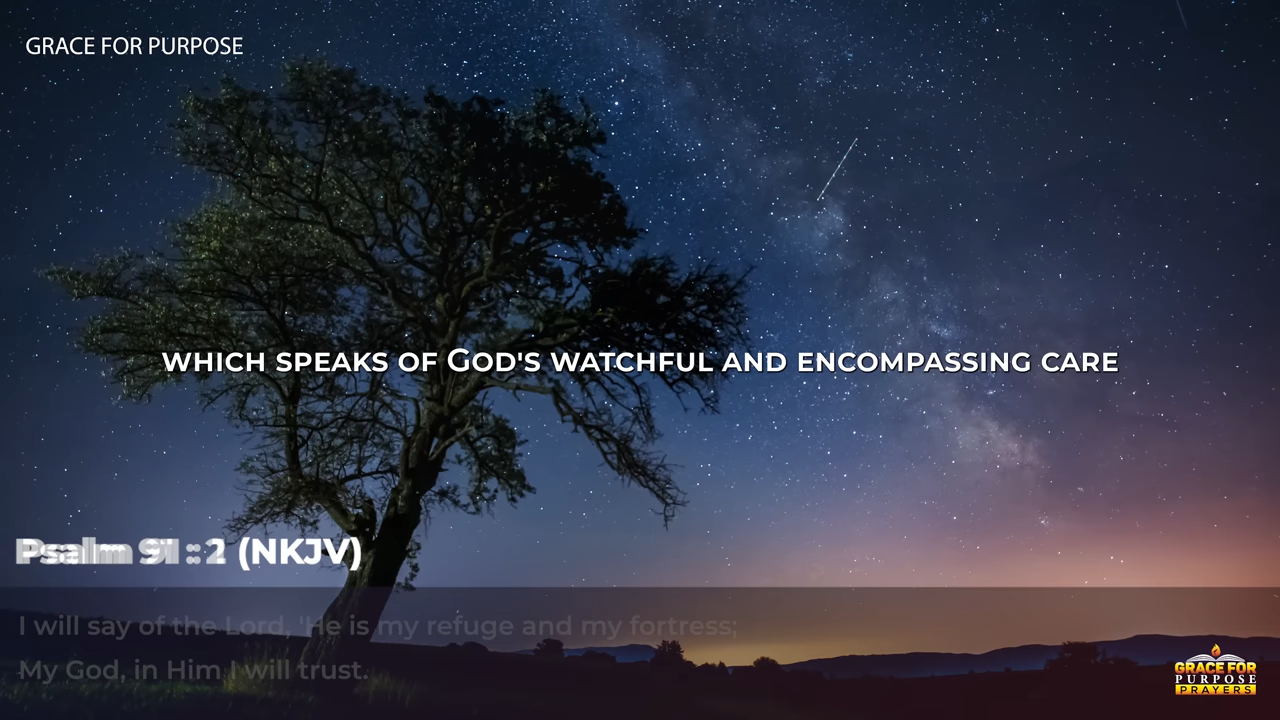 GRACE FOR PURPOSE
WHICH SPEAKS OF GOD'S WATCHFUL AND ENCOMPASSING CARE
Psalm 91 : 2 (NKJV)
I will say of the Lord, 'He is my refuge and my fortress;
My God, in Him I will trust.
GRACE FOR
PURPOSE
PRAYERS